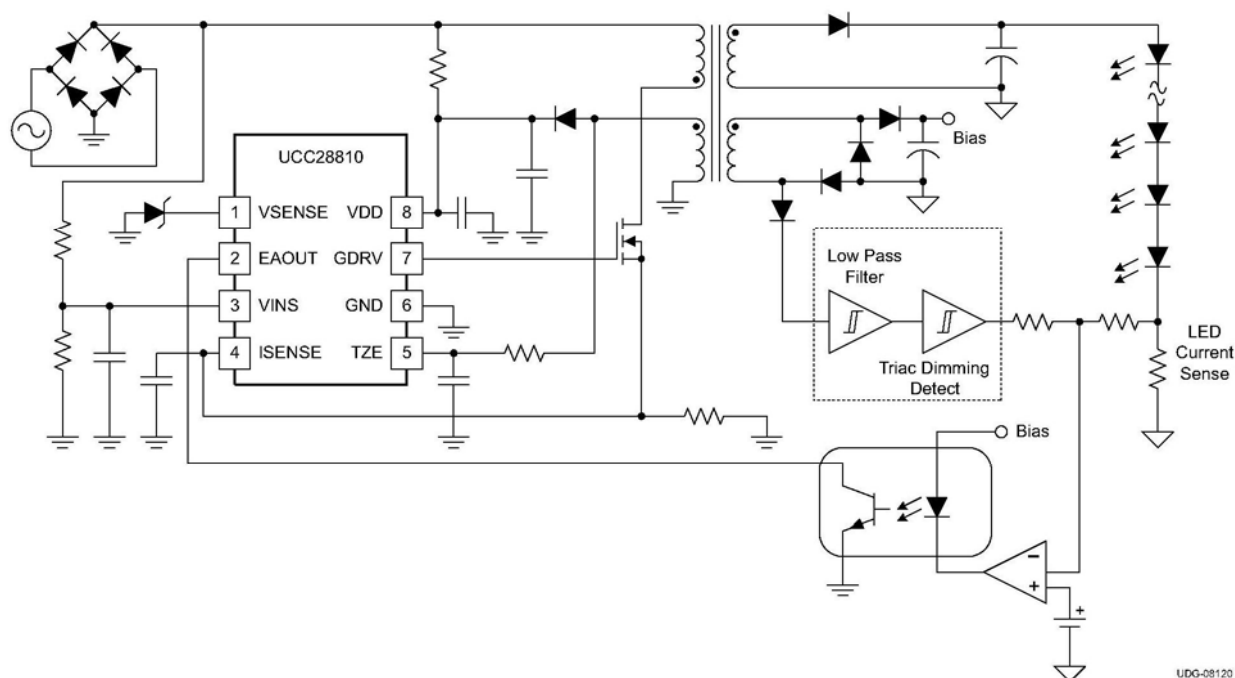 UCC28810
1 VSENSE VDD 8
2 EAOUT GDRV 7
3 VINS GND 6
4 ISENSE TZE 5
Bias
Low Pass
Filter
Triac Dimming
Detect
LED
Current
Sense
Bias
-
+
+
UDG-08120